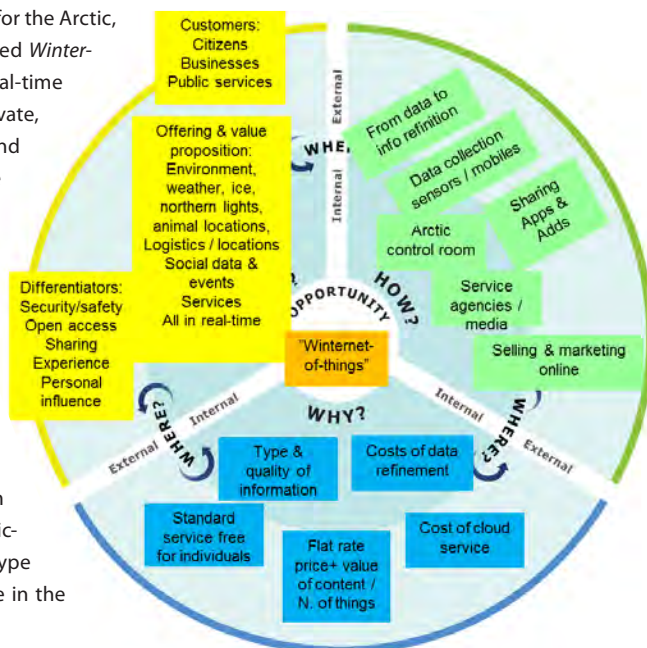 for the Arctic,
ed Winter-
al-time
vate,
nd
Customers:
Citizens
Businesses
Public services
Offering & value
proposition:
Environment,
weather, ice,
northern lights,
animal locations,
Logistics / locations
Social data &
events
Services
All in real-time
Differentiators:
Security/safety
Open access
Sharing
Experience
Personal
influence
External
Internal
From data to
info refinition
Data collection
sensors / mobiles
Sharing
Apps &
Adds
Arctic
control room
Service
agencies /
media
Selling & marketing
online
HOW?
OPPORTUNITY
"Winternet-
of-things"
WHY?
External
Internal
WHERE?
Internal
External
WHERE?
Type &
quality of
information
Costs of data
refinement
Standard
service free
for individuals
Flat rate
price+ value
of content /
N. of things
Cost of cloud
service
ic-
ype
e in the